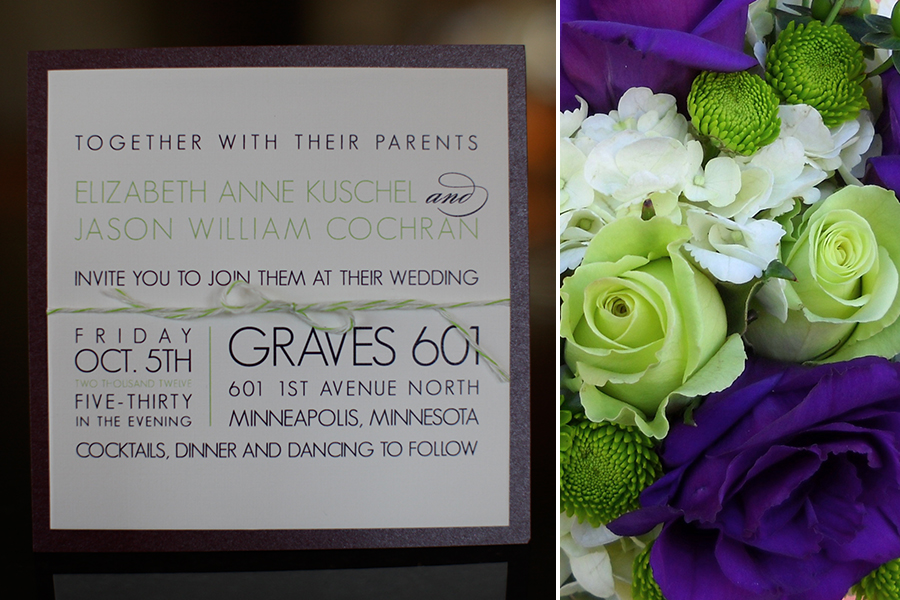 TOGETHER WITH THEIR PARENTS
ELIZABETH ANNE KUSCHEL and
JASON WILLIAM COCHRAN
INVITE YOU TO JOIN THEM AT THEIR WEDDING
FRIDAY
OCT. 5TH
TWO THOUSAND TWELVE
FIVE-THIRTY
IN THE EVENING
GRAVES 601
601 1ST AVENUE NORTH
MINNEAPOLIS, MINNESOTA
COCKTAILS, DINNER AND DANCING TO FOLLOW